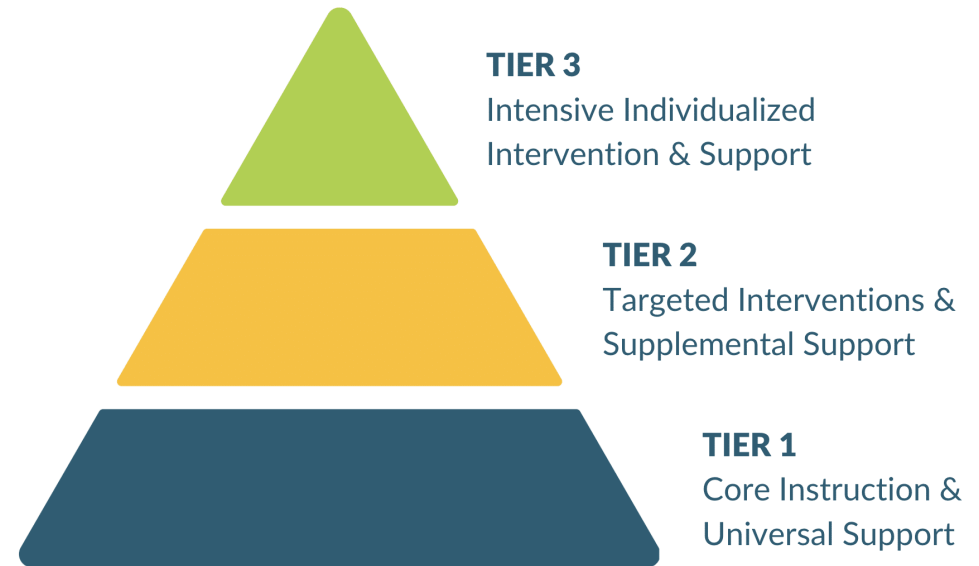 TIER 3
Intensive Individualized
Intervention & Support
TIER 2
Targeted Interventions &
Supplemental Support
TIER 1
Core Instruction &
Universal Support